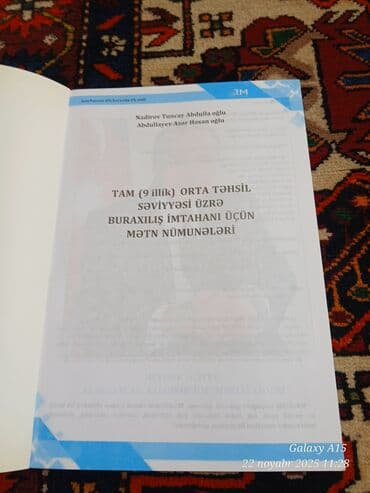 JM
Nadirov Tuncay Abdulla oğlu
Abdullayev Azər Həsən oğlu
TAM (9 illik) ORTA TƏHSİL
SƏVİYYƏSİ ÜZRƏ
BURAXILIŞ İMTAHANI ÜÇÜN
MƏTN NÜMUNƏLƏRİ
Galaxy A15
22 noyabr 2025 11:28